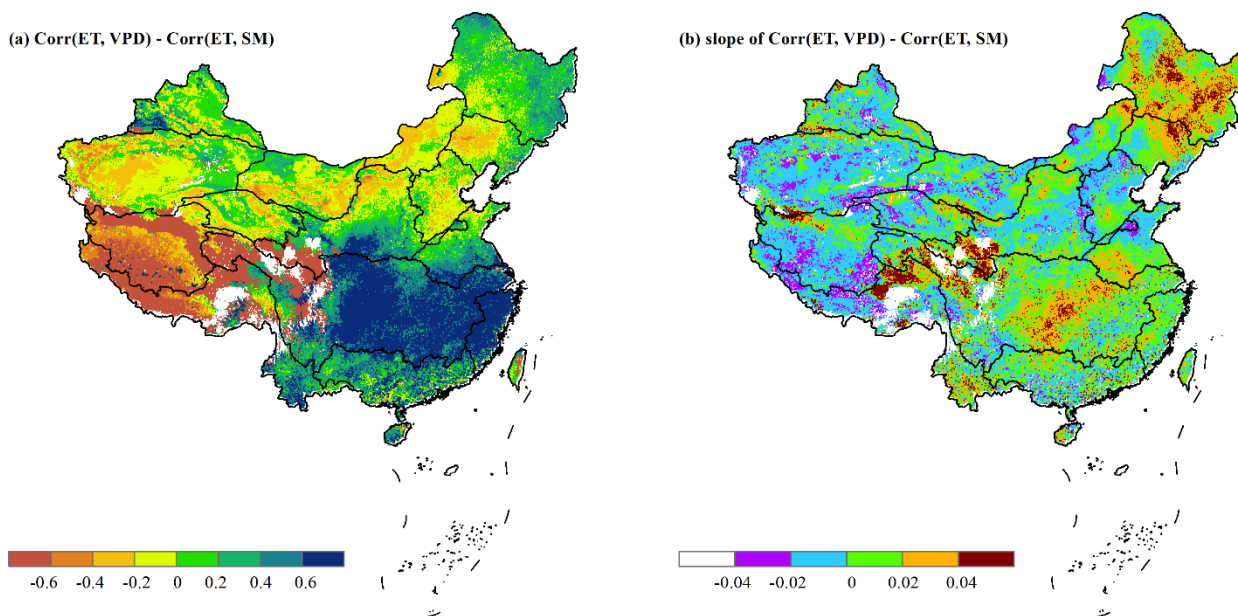 (a) Corr(ET, VPD) - Corr(ET, SM)
(b) slope of Corr(ET, VPD) - Corr(ET, SM)
-0.6 -0.4 -0.2 0 0.2 0.4 0.6
-0.04 -0.02 0 0.02 0.04